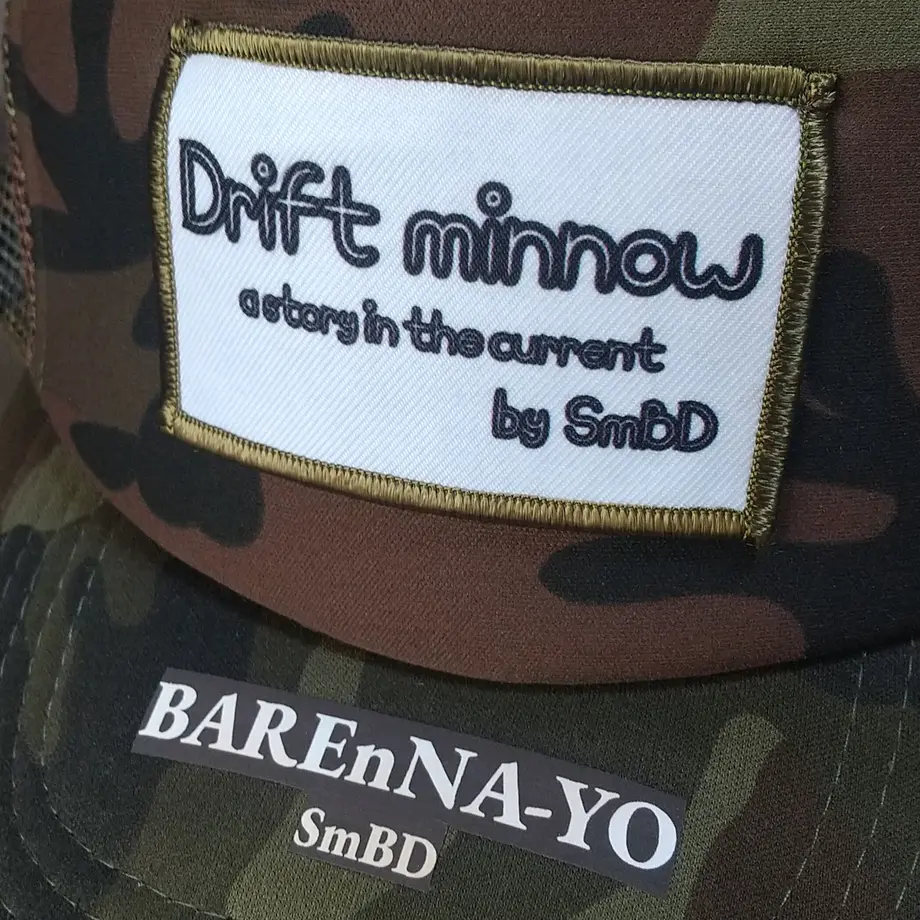 Drift minnow
a story in the current
by SmBD
BAREnNA-YO
SmBD